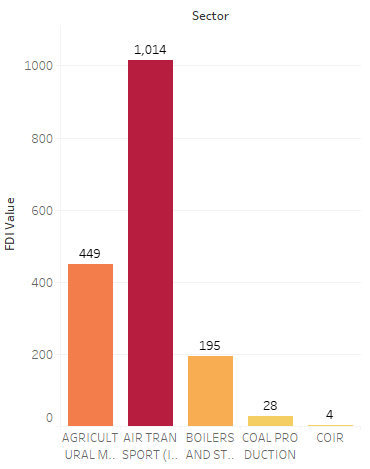 Sector
1,014
1000
800
600
449
400
200
195
28
4
0
FDI Value
AGRICULT
URAL M..
AIR TRAN
SPORT (I..
BOILERS
AND ST..
COAL PRO
DUCTION
COIR